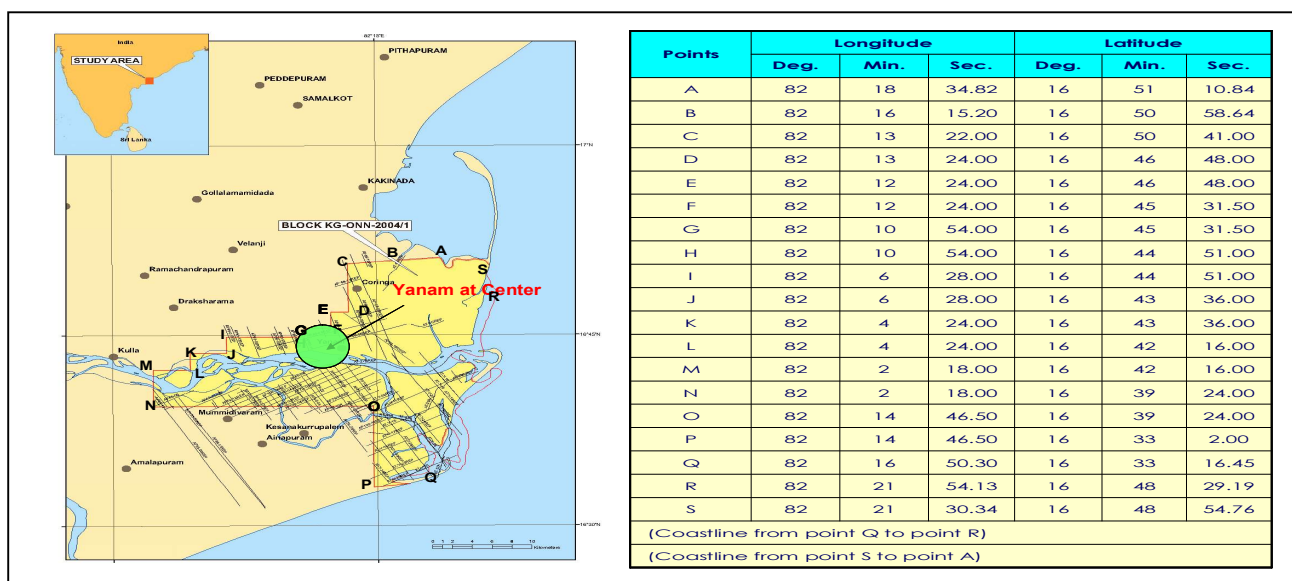 India
STUDY AREA
Sri Lanka
82°15'E
PITHAPURAM
PEDDEPURAM
SAMALKOT
17°N
KAKINADA
Gollalamamidada
BLOCK KG-ONN-2004/1
Velanji
B
A
C
S
Ramachandrapuram
Coringa
Yanam at Center
R
Draksharama
E
D
F
16°45'N
I
G
Kulla
K
J
M
L
N
O
Mummidivaram
Kesanakurrupalem
Ainapuram
Amalapuram
P
Q
16°30'N
0 1 2 4 6 8 10
Kilometers
Points Longitude Latitude
Deg. Min. Sec. Deg. Min. Sec.
A 82 18 34.82 16 51 10.84
B 82 16 15.20 16 50 58.64
C 82 13 22.00 16 50 41.00
D 82 13 24.00 16 46 48.00
E 82 12 24.00 16 46 48.00
F 82 12 24.00 16 45 31.50
G 82 10 54.00 16 45 31.50
H 82 10 54.00 16 44 51.00
I 82 6 28.00 16 44 51.00
J 82 6 28.00 16 43 36.00
K 82 4 24.00 16 43 36.00
L 82 4 24.00 16 42 16.00
M 82 2 18.00 16 42 16.00
N 82 2 18.00 16 39 24.00
O 82 14 46.50 16 39 24.00
P 82 14 46.50 16 33 2.00
Q 82 16 50.30 16 33 16.45
R 82 21 54.13 16 48 29.19
S 82 21 30.34 16 48 54.76
(Coastline from point Q to point R)
(Coastline from point S to point A)